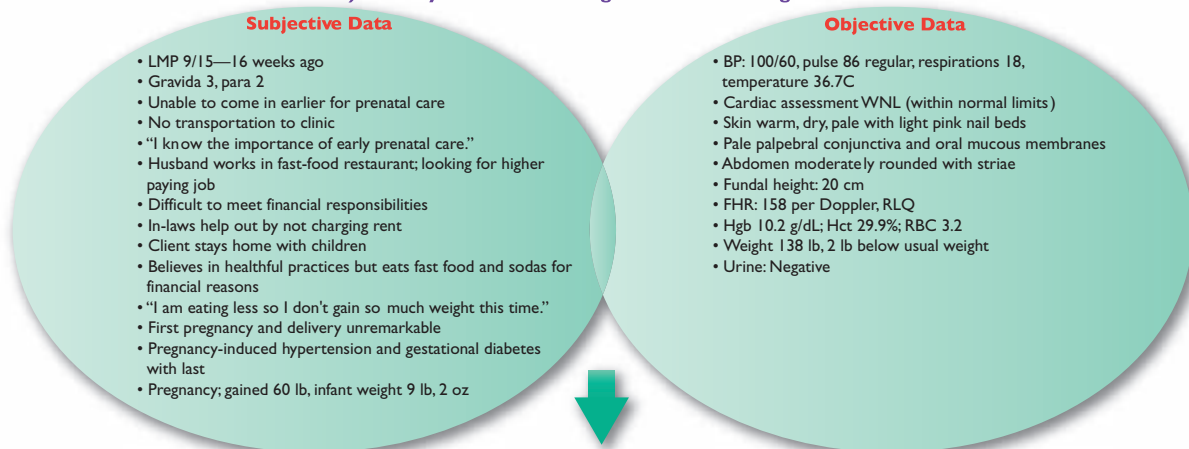 Subjective Data
• LMP 9/15—16 weeks ago
• Gravida 3, para 2
• Unable to come in earlier for prenatal care
• No transportation to clinic
• “I know the importance of early prenatal care.”
• Husband works in fast-food restaurant; looking for higher
paying job
• Difficult to meet financial responsibilities
• In-laws help out by not charging rent
• Client stays home with children
• Believes in healthful practices but eats fast food and sodas for
financial reasons
• “I am eating less so I don't gain so much weight this time.”
• First pregnancy and delivery unremarkable
• Pregnancy-induced hypertension and gestational diabetes
with last
• Pregnancy; gained 60 lb, infant weight 9 lb, 2 oz
Objective Data
• BP: 100/60, pulse 86 regular, respirations 18,
temperature 36.7C
• Cardiac assessment WNL (within normal limits)
• Skin warm, dry, pale with light pink nail beds
• Pale palpebral conjunctiva and oral mucous membranes
• Abdomen moderately rounded with striae
• Fundal height: 20 cm
• FHR: 158 per Doppler, RLQ
• Hgb 10.2 g/dL; Hct 29.9%; RBC 3.2
• Weight 138 lb, 2 lb below usual weight
• Urine: Negative